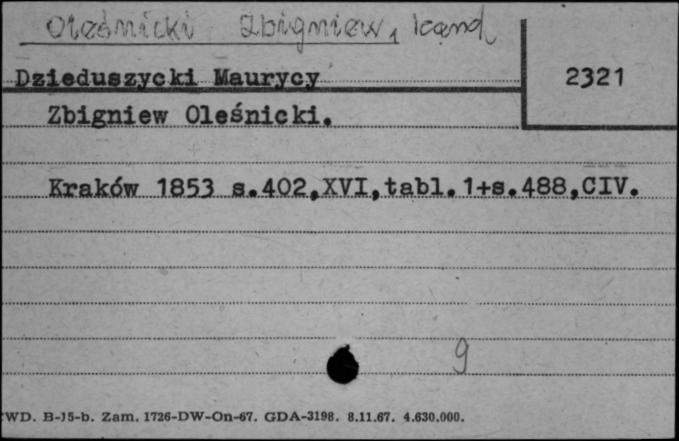 Oleśnicki Zbigniew, kard
Dzieduszycki Maurycy
2321
Zbigniew Oleśnicki.
Kraków 1853 s.402,XVI,tabl.1+s.488,CIV.
9
WD. B-15-b. Zam. 1726-DW-On-67. GDA-3198. 8.11.67. 4.630.000.